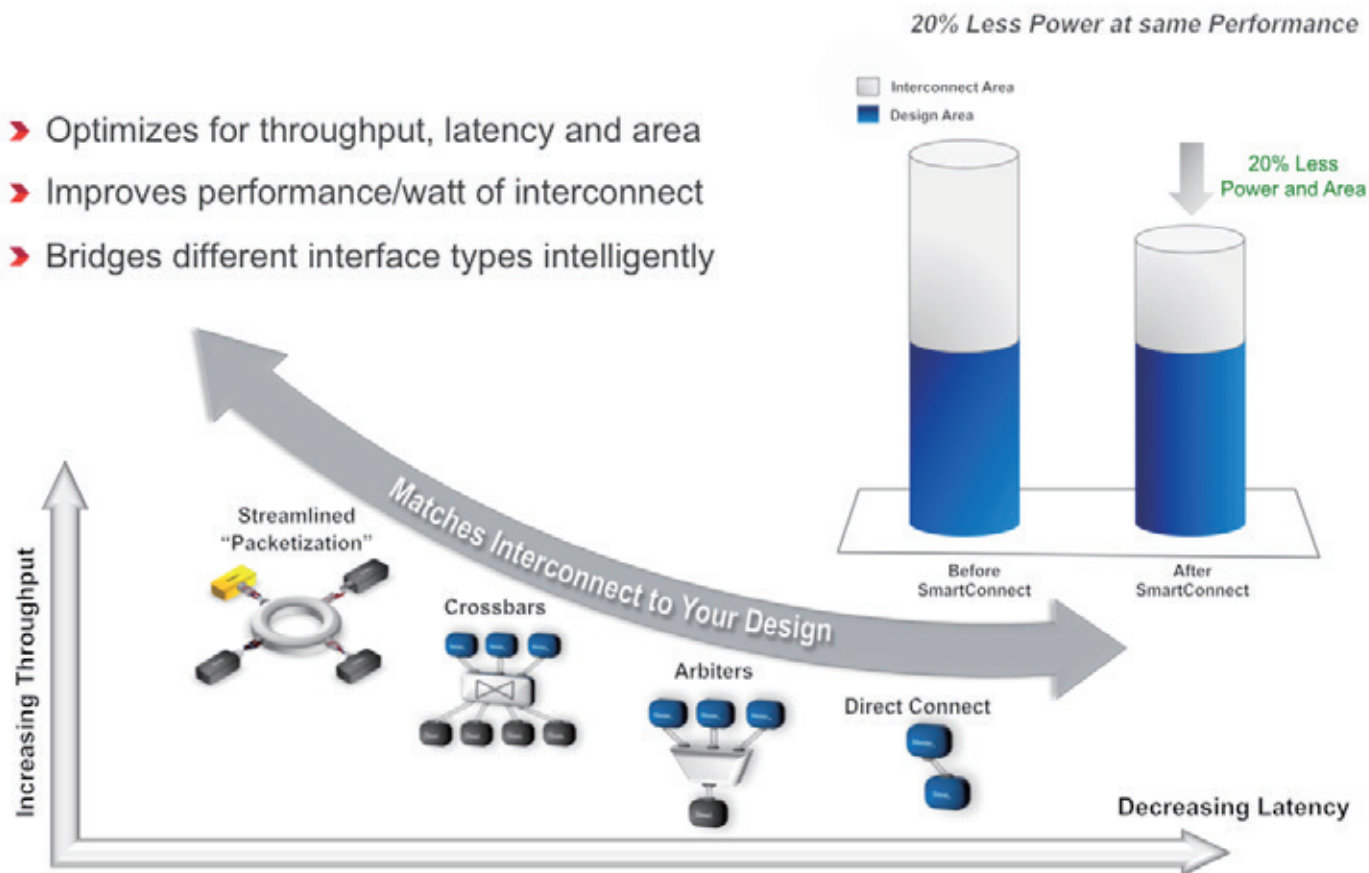 20% Less Power at same Performance
Interconnect Area
Design Area
Optimizes for throughput, latency and area
Improves performance/watt of interconnect
Bridges different interface types intelligently
20% Less
Power and Area
Matches Interconnect to Your Design
Streamlined
"Packetization"
Crossbars
Arbiters
Direct Connect
Before
SmartConnect
After
SmartConnect
Increasing Throughput
Decreasing Latency